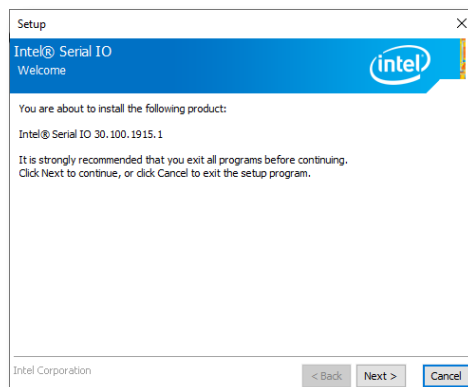 Setup
Intel® Serial IO
Welcome
intel
You are about to install the following product:
Intel® Serial IO 30.100.1915.1
It is strongly recommended that you exit all programs before continuing.
Click Next to continue, or click Cancel to exit the setup program.
Intel Corporation
< Back Next > Cancel